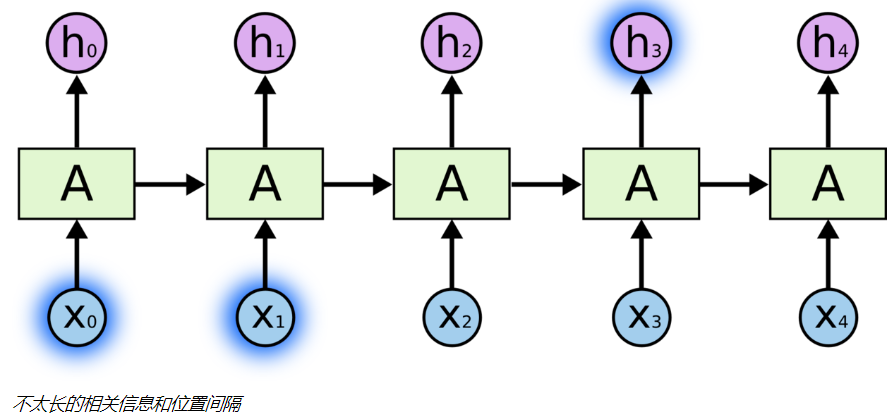 h₀ h₁ h₂ h₃ h₄
A A A A A
x₀ x₁ x₂ x₃ x₄
不太长的相关信息和位置间隔